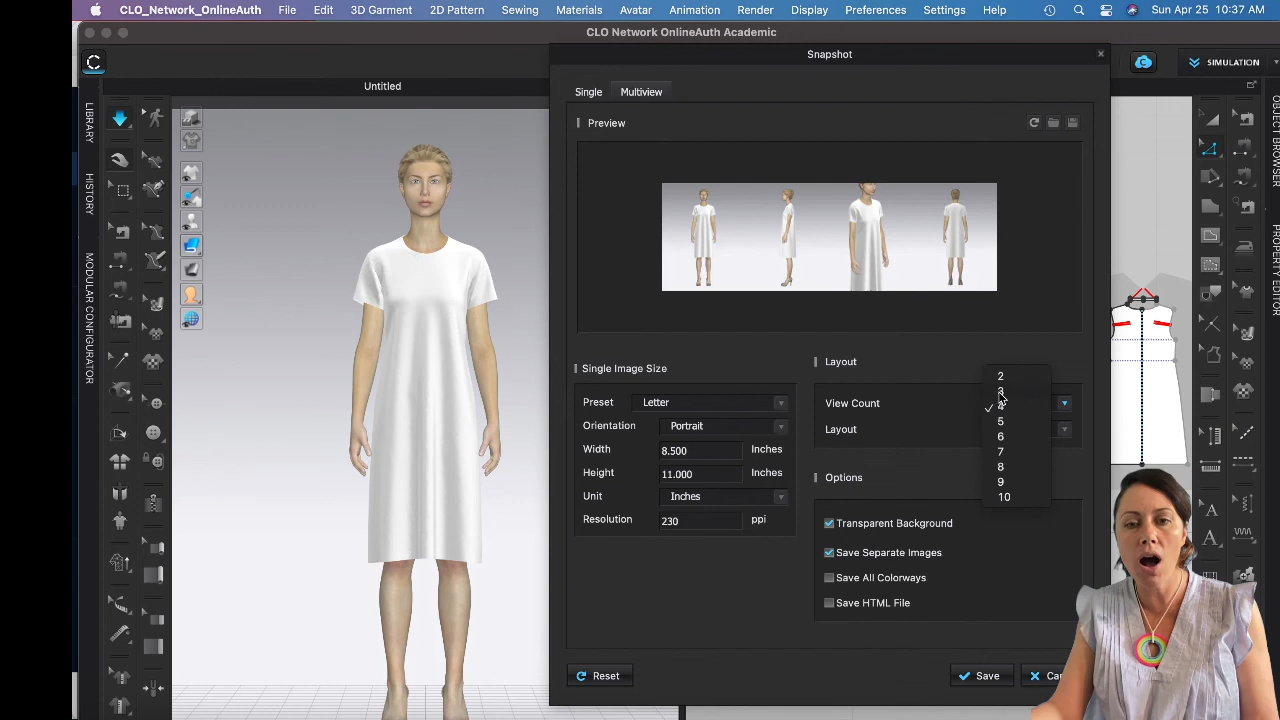 CLO_Network_OnlineAuth File Edit 3D Garment 2D Pattern Sewing Materials Avatar Animation Render Display Preferences Settings Help Sun Apr 25 10:37 AM
CLO Network OnlineAuth Academic
Snapshot
SIMULATION
Untitled
Single Multiview
LIBRARY
HISTORY
MODULAR CONFIGURATOR
OBJECT BROWSER
PROPERTY EDITOR
Preview
Single Image Size
Preset Letter
Orientation Portrait
Width 8.500 Inches
Height 11.000 Inches
Unit Inches
Resolution 230 ppi
Layout
View Count
Layout
2
3
4
5
6
7
8
9
10
Options
Transparent Background
Save Separate Images
Save All Colorways
Save HTML File
Reset
Save